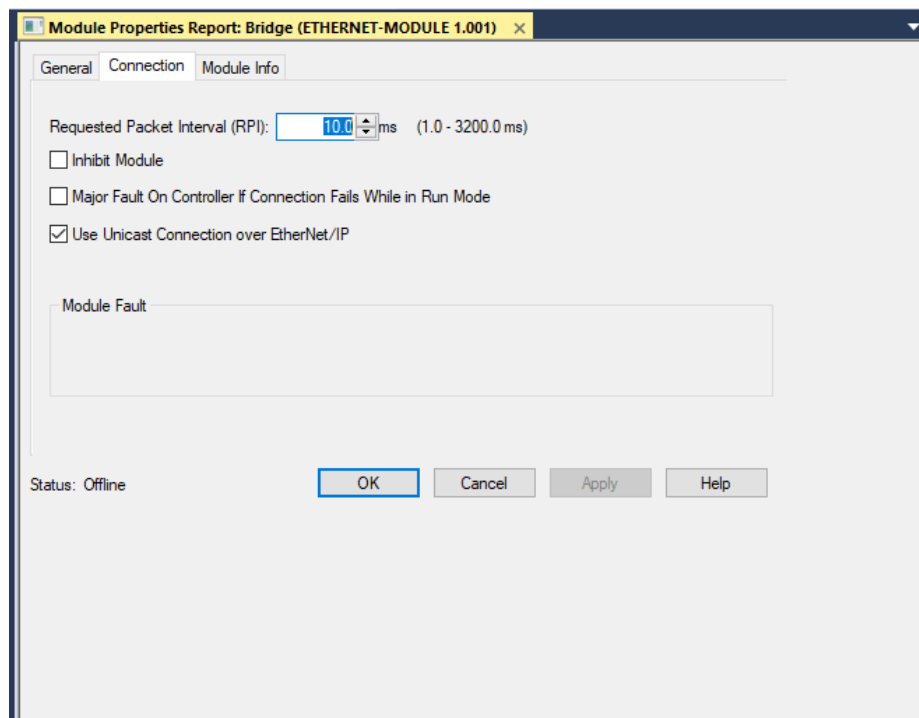 Module Properties Report: Bridge (ETHERNET-MODULE 1.001)
General Connection Module Info
Requested Packet Interval (RPI): 10.0 ms (1.0 - 3200.0 ms)
Inhibit Module
Major Fault On Controller If Connection Fails While in Run Mode
Use Unicast Connection over EtherNet/IP
Module Fault
Status: Offline OK Cancel Apply Help